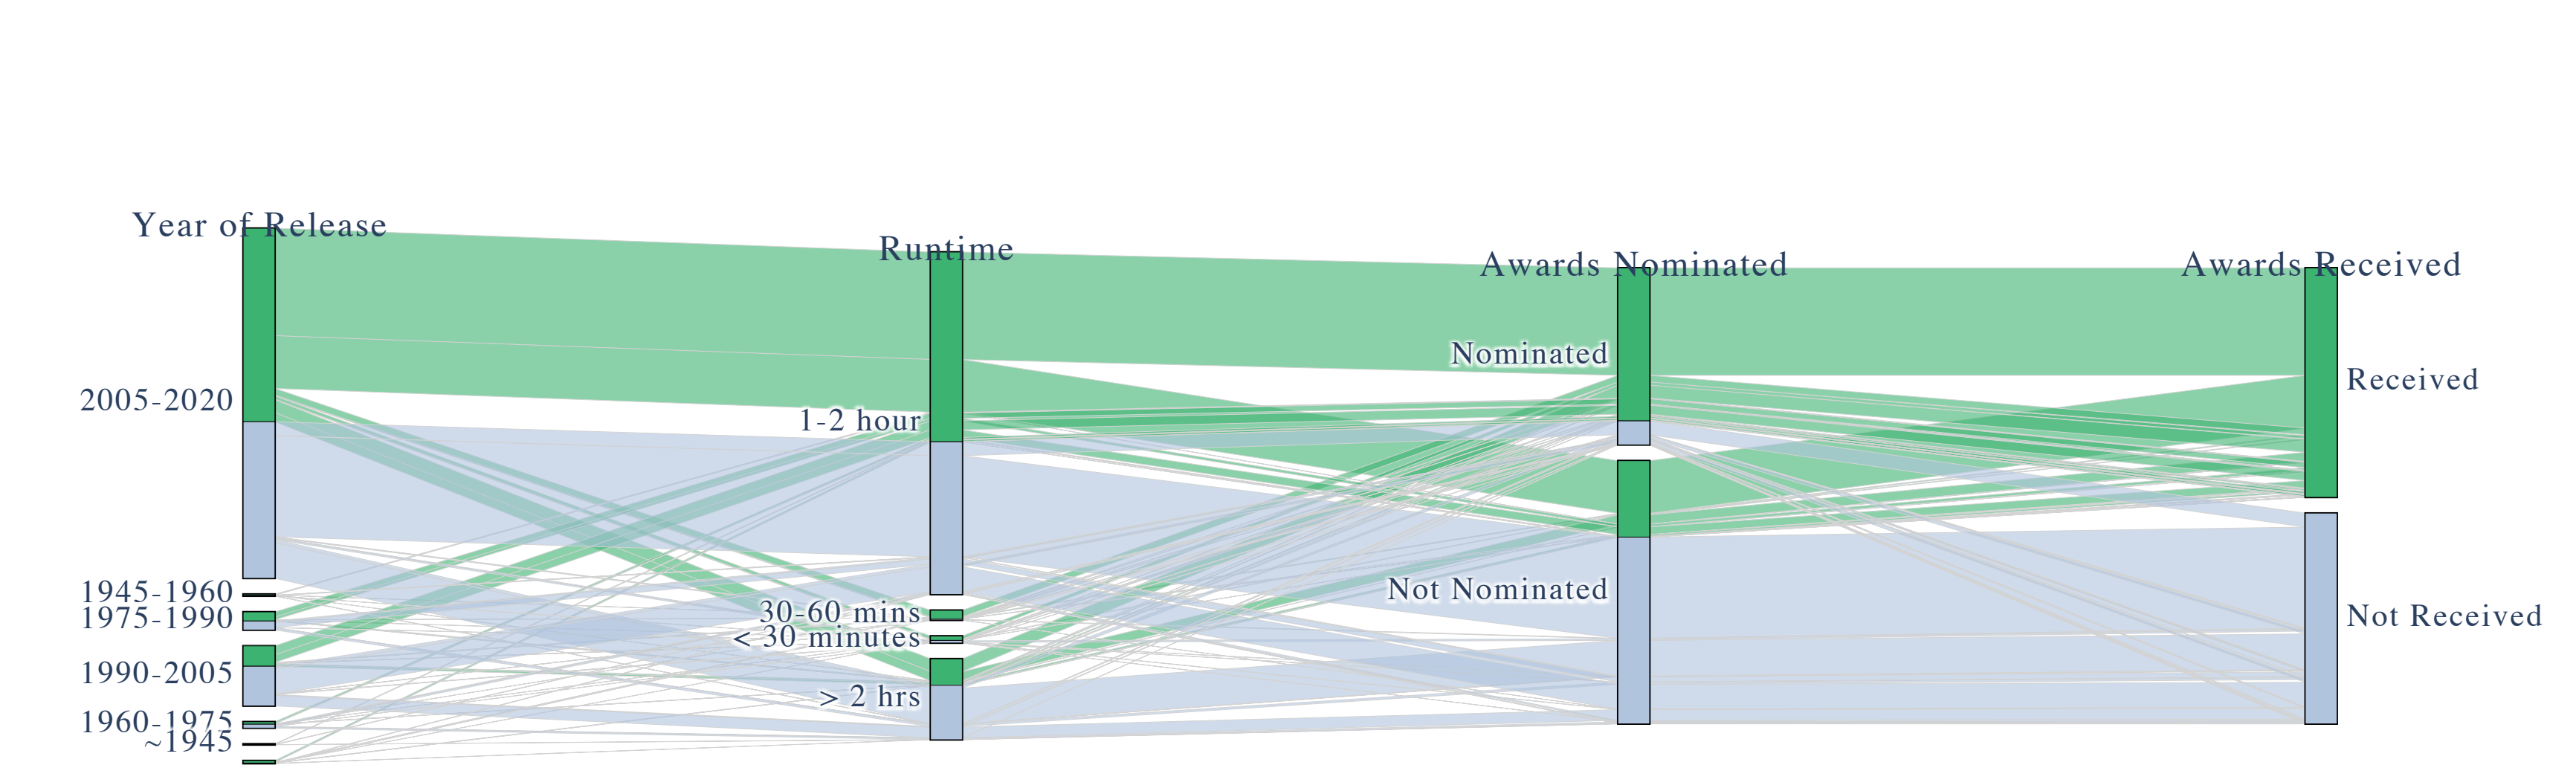 Year of Release
2005-2020
1945-1960
1975-1990
1990-2005
1960-1975
~1945
Runtime
1-2 hour
30-60 mins
< 30 minutes
> 2 hrs
Awards Nominated
Nominated
Not Nominated
Awards Received
Received
Not Received